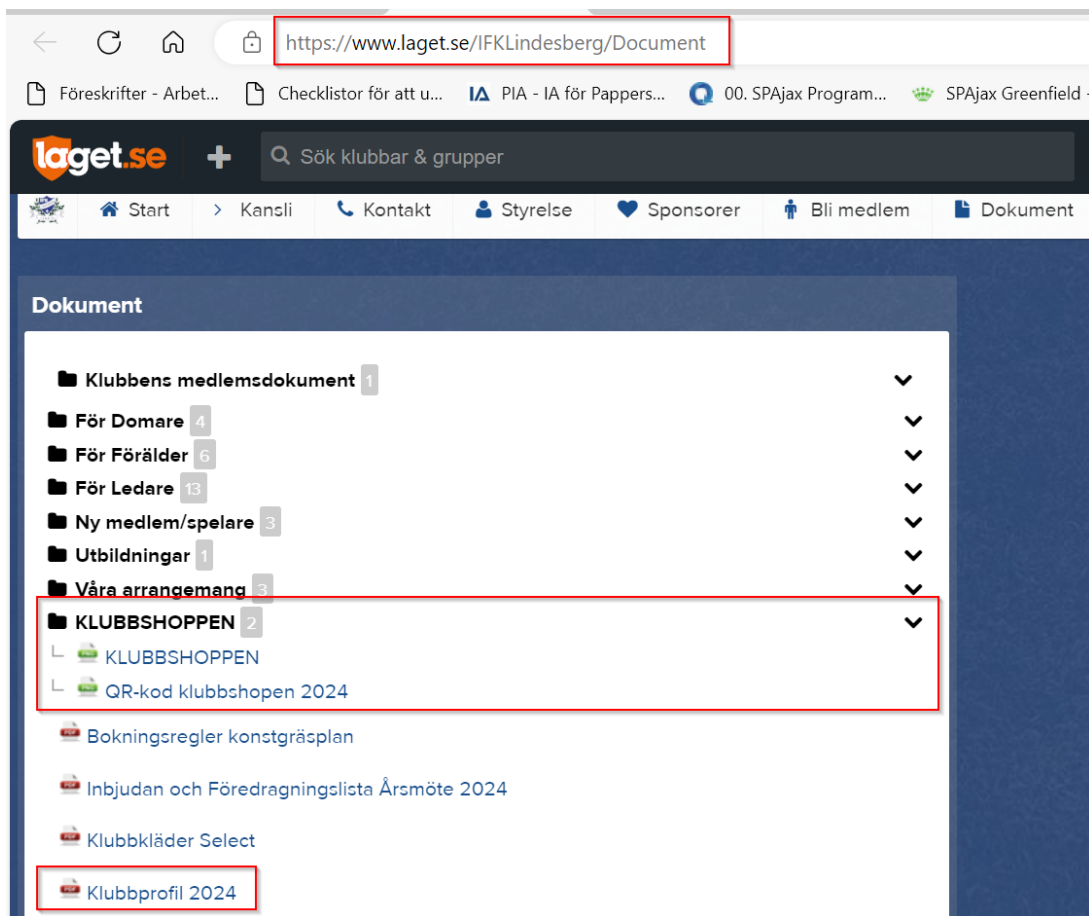 https://www.laget.se/IFKLindesberg/Document
Föreskrifter - Arbet... Checklistor för att u... IA PIA - IA för Pappers... 00. SPAjax Program... SPAjax Greenfield -
laget.se + Sök klubbar & grupper
Start > Kansli Kontakt Styrelse Sponsorer Bli medlem Dokument
Dokument
Klubbens medlemsdokument 1
För Domare 4
För Förälder 6
För Ledare 13
Ny medlem/spelare 3
Utbildningar 1
Våra arrangemang 3
KLUBBSHOPPEN 2
KLUBBSHOPPEN
QR-kod klubbshopen 2024
Bokningsregler konstgräsplan
Inbjudan och Föredragningslista Årsmöte 2024
Klubbkläder Select
Klubbprofil 2024